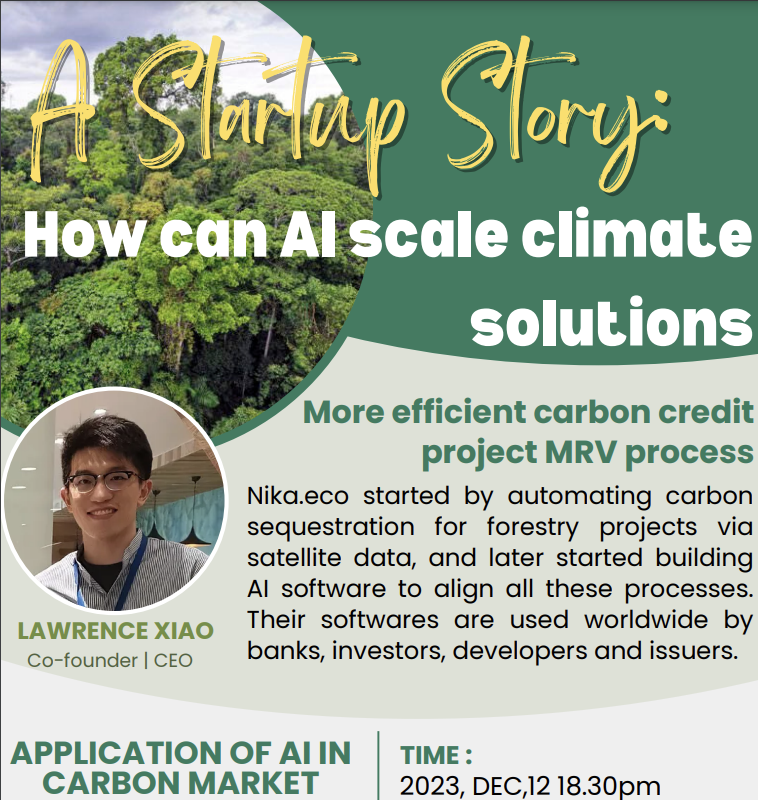 A Startup Story:
How can AI scale climate
solutions
More efficient carbon credit
project MRV process
Nika.eco started by automating carbon
sequestration for forestry projects via
satellite data, and later started building
AI software to align all these processes.
Their softwares are used worldwide by
banks, investors, developers and issuers.
LAWRENCE XIAO
Co-founder | CEO
APPLICATION OF AI IN
CARBON MARKET
TIME :
2023, DEC,12 18.30pm